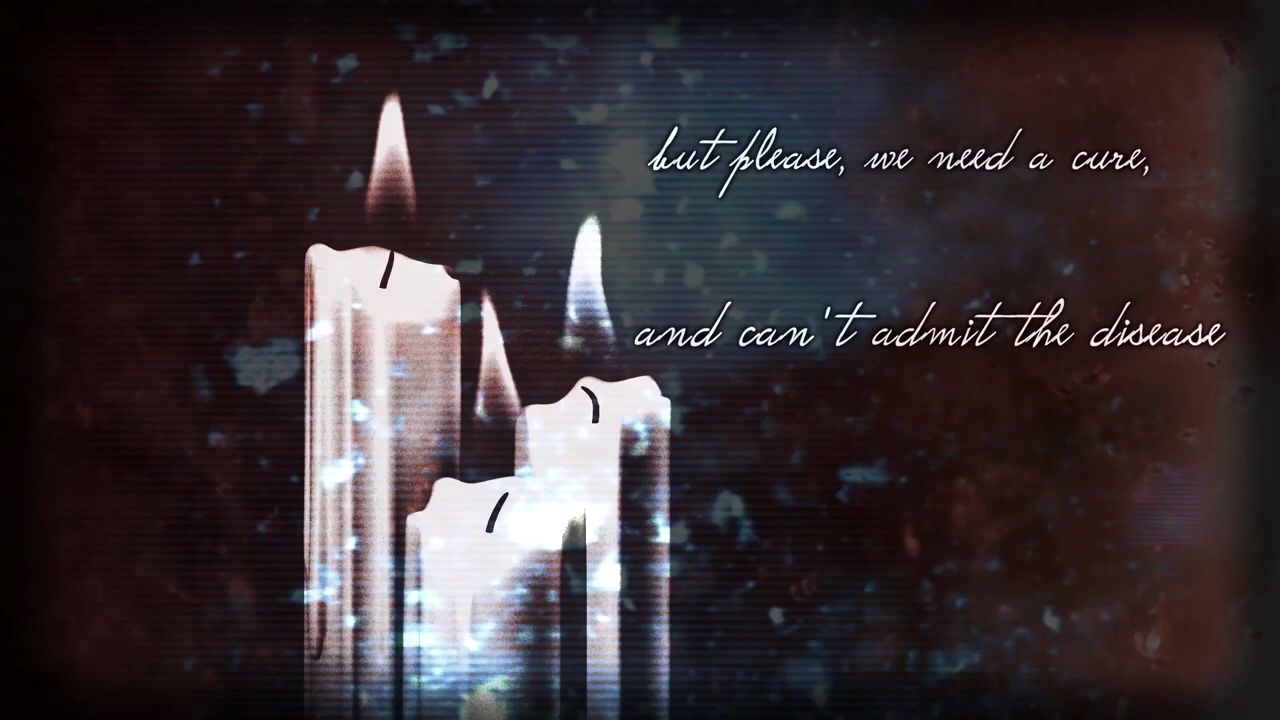 but please, we need a cure,
and can't admit the disease